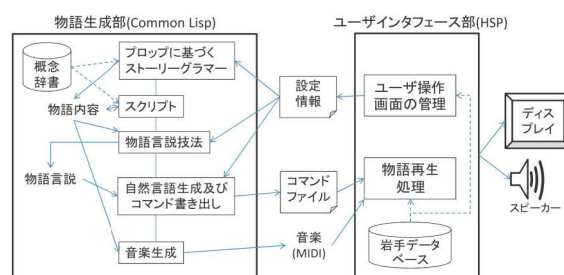 物語生成部(Common Lisp)
ユーザインタフェース部(HSP)
概念
辞書
プロップに基づく
ストーリーグラマー
物語内容
スクリプト
物語言説技法
物語言説
自然言語生成及び
コマンド書き出し
音楽生成
設定
情報
コマンド
ファイル
音楽
(MIDI)
ユーザ操作
画面の管理
物語再生
処理
岩手データ
ベース
ディス
プレイ
スピーカー